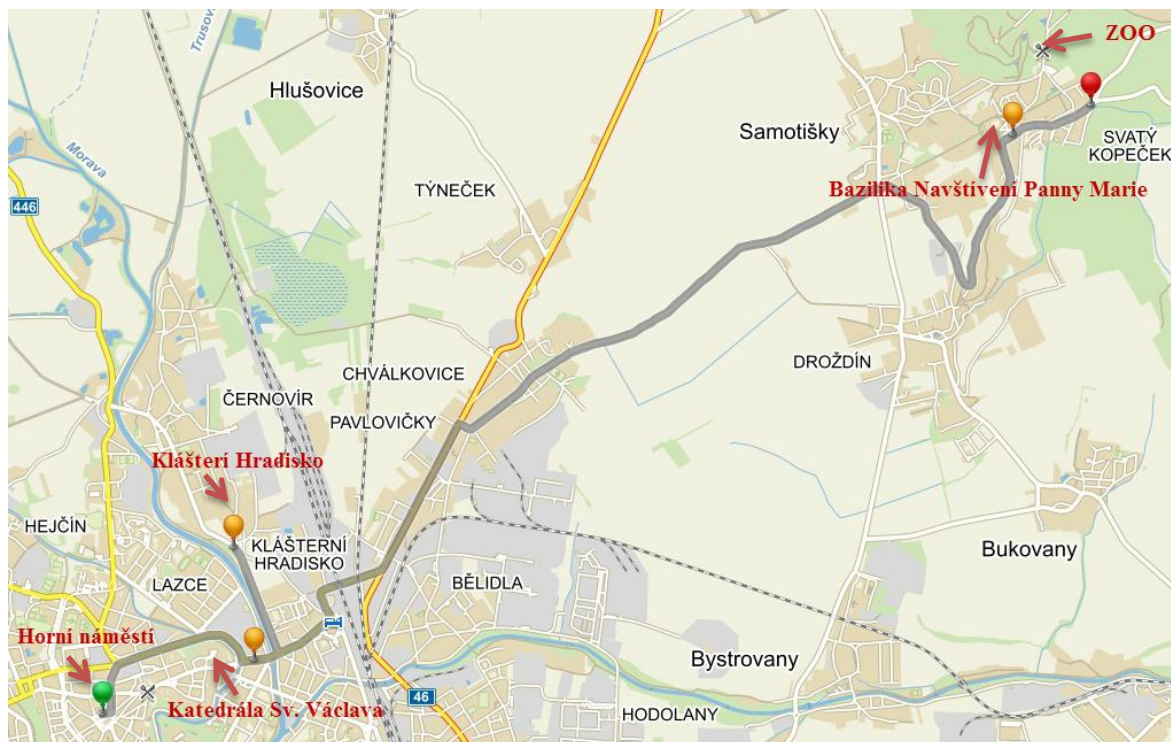 Trusov
ZOO
Hlušovice
Samotišky
Morava
SVATÝ
KOPEČEK
TÝNEČEK
Bazilika Navštívení Panny Marie
446
DROŽDÍN
CHVÁLKOVICE
ČERNOVÍR
PAVLOVIČKY
Klášterí Hradisko
HEJČÍN
KLÁŠTERNÍ
HRADISKO
Bukovany
LAZCE
BĚLIDLA
Horní náměstí
Bystrovany
46
Katedrála Sv. Václava
HODOLANY